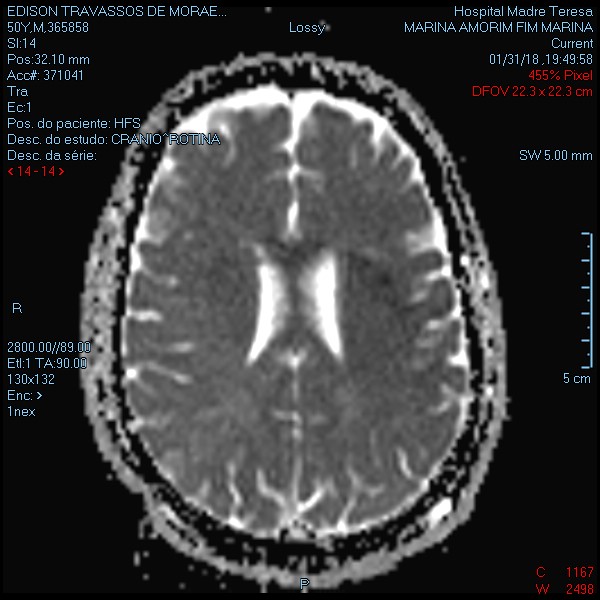 EDISON TRAVASSOS DE MORAE...
50Y,M,365858
Sl:14
Pos:32.10 mm
Acc#: 371041
Tra
Ec:1
Pos. do paciente: HFS
Desc. do estudo: CRANIO^ROTINA
Desc. da série:
< 14 - 14 >
Lossy
Hospital Madre Teresa
MARINA AMORIM FIM MARINA
Current
01/31/18 ,19:49:58
455% Pixel
DFOV 22.3 x 22.3 cm
SW 5.00 mm
R
2800.00//89.00
Etl:1 TA:90.00
130x132
Enc: >
1nex
5 cm
P
C 1167
W 2498